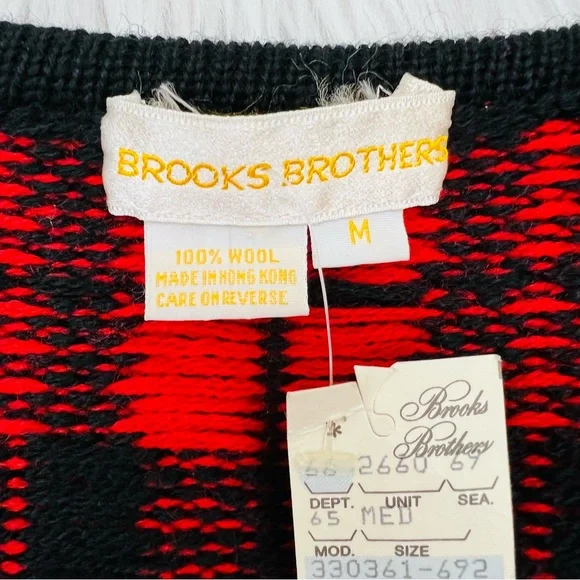 BROOKS BROTHERS
M
100% WOOL
MADE IN HONG KONG
CARE ON REVERSE
Brooks
Brothers
*
66 2660 67
DEPT. UNIT SEA.
65 MED
MOD. SIZE
330361-692